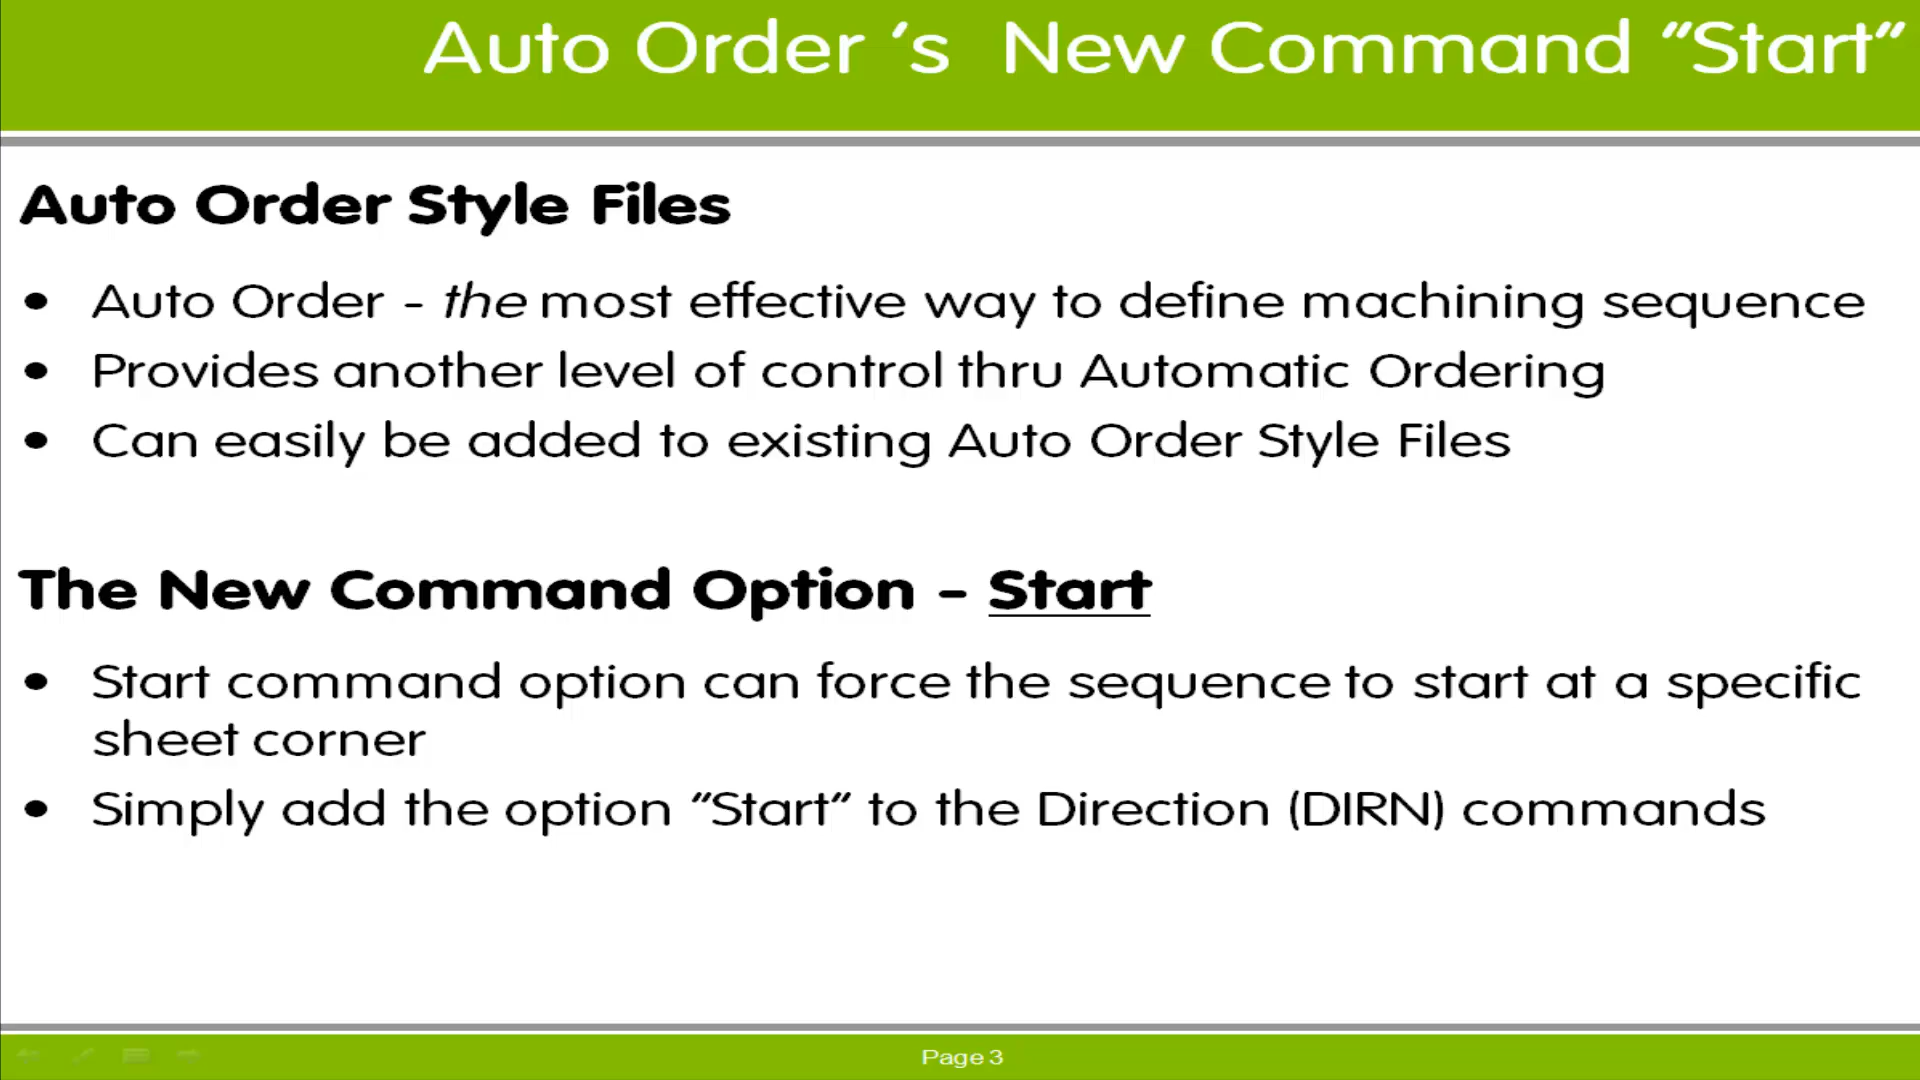 Auto Order ‘s New Command “Start”
Auto Order Style Files
• Auto Order - the most effective way to define machining sequence
• Provides another level of control thru Automatic Ordering
• Can easily be added to existing Auto Order Style Files
The New Command Option - Start
• Start command option can force the sequence to start at a specific
sheet corner
• Simply add the option “Start” to the Direction (DIRN) commands
Page 3